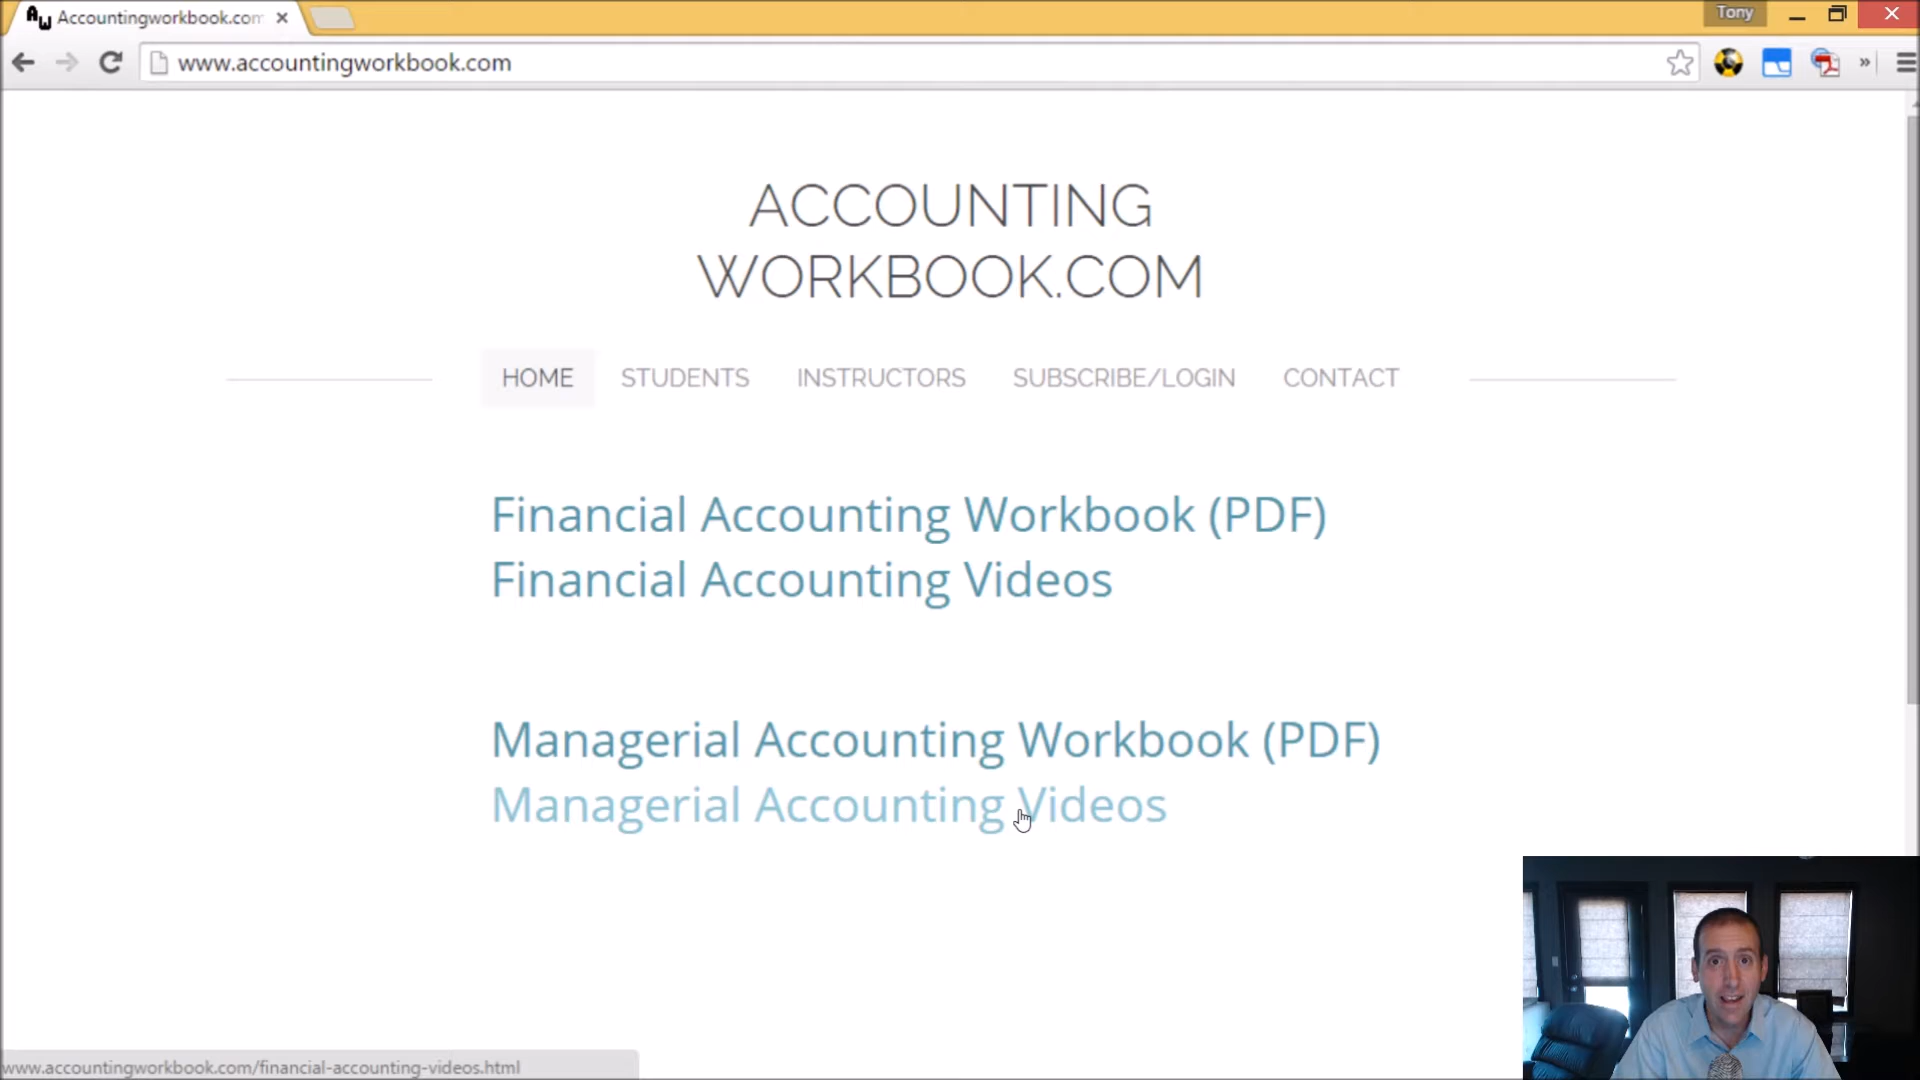 Accountingworkbook.com
Tony
www.accountingworkbook.com
ACCOUNTING
WORKBOOK.COM
HOME STUDENTS INSTRUCTORS SUBSCRIBE/LOGIN CONTACT
Financial Accounting Workbook (PDF)
Financial Accounting Videos
Managerial Accounting Workbook (PDF)
Managerial Accounting Videos
www.accountingworkbook.com/financial-accounting-videos.html